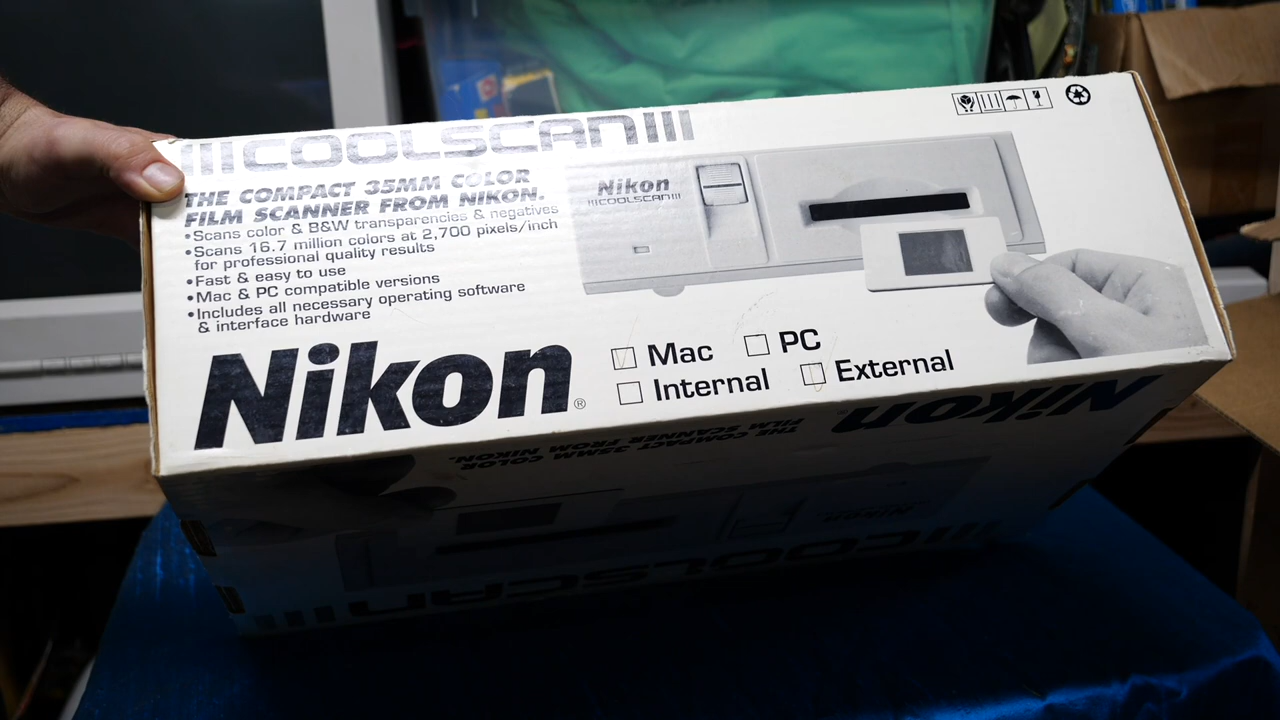 COOLSCAN
THE COMPACT 35MM COLOR
FILM SCANNER FROM NIKON.
•Scans color & B&W transparencies & negatives
•Scans 16.7 million colors at 2,700 pixels/inch
for professional quality results
•Fast & easy to use
•Mac & PC compatible versions
•Includes all necessary operating software
& interface hardware
Nikon®
Nikon
COOLSCAN
Mac PC
Internal External
Nikon
THE COMPACT 35MM COLOR
FILM SCANNER FROM NIKON.
COOLSCAN